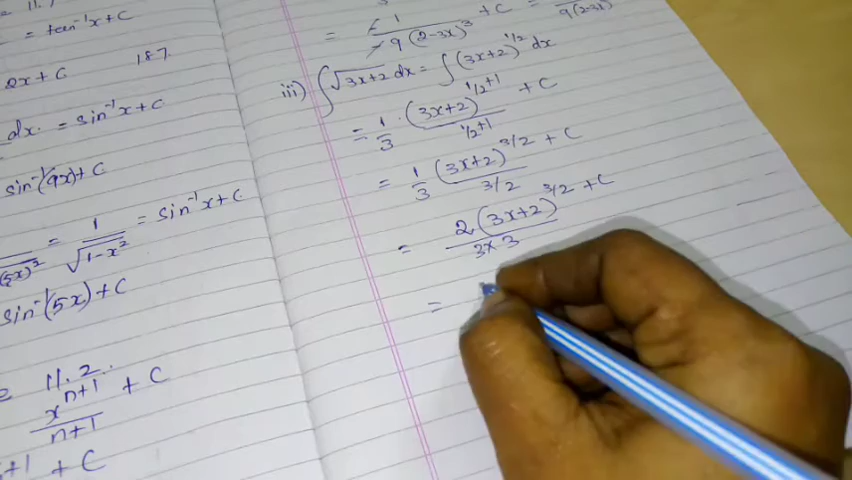 = tan⁻¹x + C
2x + C
187.
dx. = sin⁻¹x + C
sin⁻¹(9x) + C
= 1/√(1-x²) = sin⁻¹x + C
sin⁻¹(5x) + C
11.2.
x^(n+1)/(n+1) + C
+1 + C
= -1/(-9(2-3x)³) + C =
iii) ∫√(3x+2) dx = ∫(3x+2)^(1/2) dx
= 1/3 · (3x+2)^(1/2+1)/(1/2+1) + C
= 1/3 (3x+2)^(3/2)/(3/2) + C
= 2(3x+2)^(3/2)/(3×3) + C
=